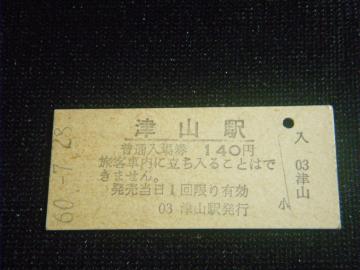 津山駅
普通入場券 140円
旅客車内に立ち入ることはで
きません。
発売当日1回限り有効
03 津山駅発行
60.-7.28
入 03 津山
小